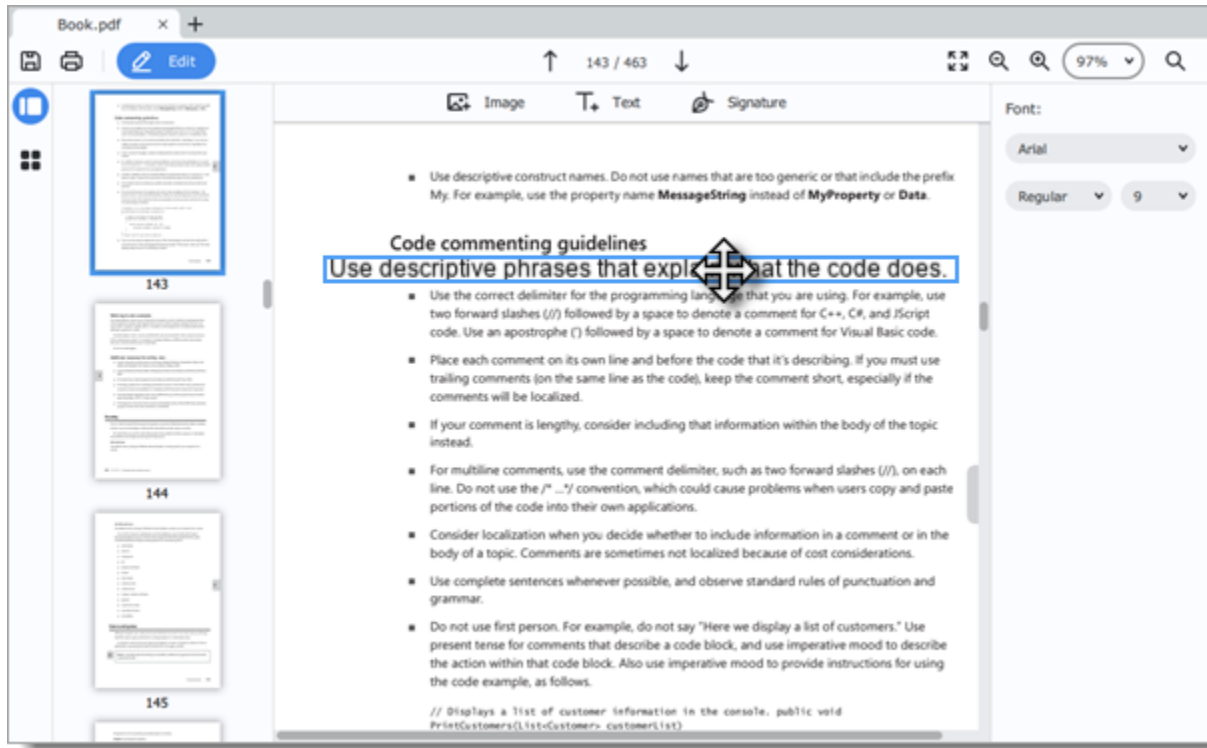 Book.pdf × +
Edit
143 / 463
97%
Image Text Signature
Font:
Arial
Regular 9
143
144
145
■ Use descriptive construct names. Do not use names that are too generic or that include the prefix
My. For example, use the property name MessageString instead of MyProperty or Data.
Code commenting guidelines
Use descriptive phrases that expla hat the code does.
■ Use the correct delimiter for the programming language that you are using. For example, use
two forward slashes (//) followed by a space to denote a comment for C++, C#, and JScript
code. Use an apostrophe (') followed by a space to denote a comment for Visual Basic code.
■ Place each comment on its own line and before the code that it's describing. If you must use
trailing comments (on the same line as the code), keep the comment short, especially if the
comments will be localized.
■ If your comment is lengthy, consider including that information within the body of the topic
instead.
■ For multiline comments, use the comment delimiter, such as two forward slashes (//), on each
line. Do not use the /* ...*/ convention, which could cause problems when users copy and paste
portions of the code into their own applications.
■ Consider localization when you decide whether to include information in a comment or in the
body of a topic. Comments are sometimes not localized because of cost considerations.
■ Use complete sentences whenever possible, and observe standard rules of punctuation and
grammar.
■ Do not use first person. For example, do not say "Here we display a list of customers." Use
present tense for comments that describe a code block, and use imperative mood to describe
the action within that code block. Also use imperative mood to provide instructions for using
the code example, as follows.
// Displays a list of customer information in the console. public void
PrintCustomers(List<Customer> customerList)